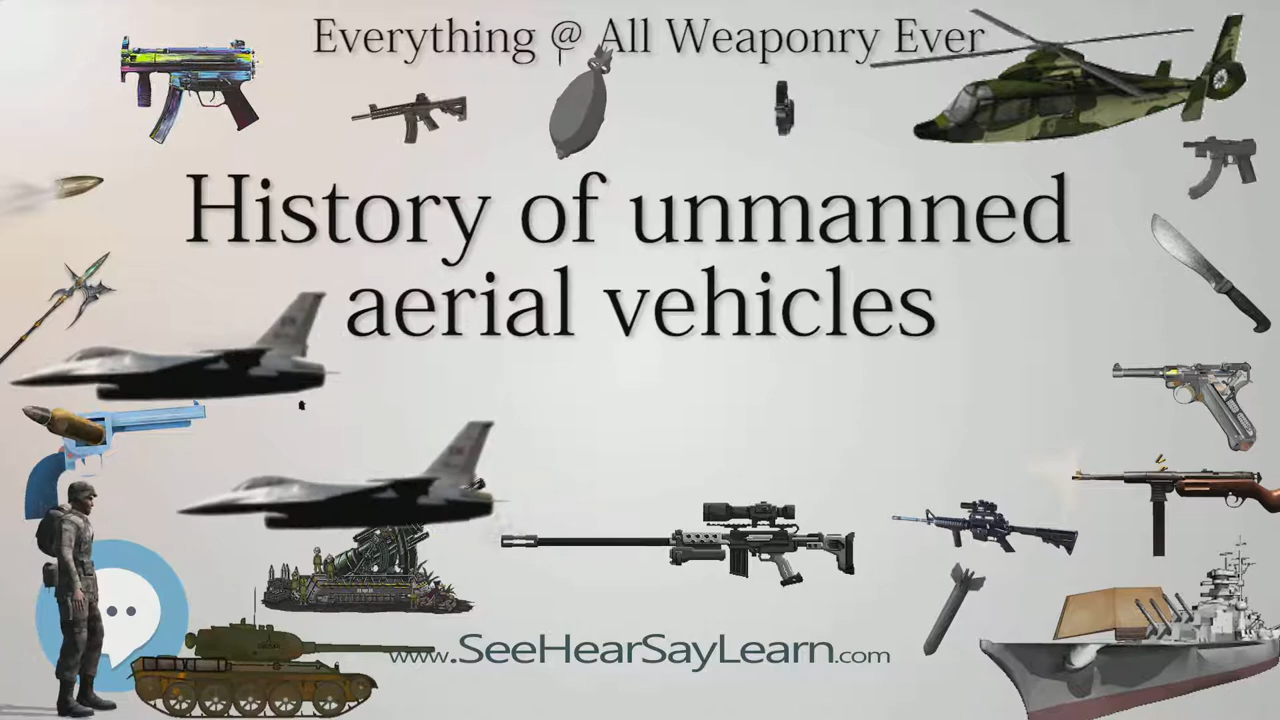 Everything @ All Weaponry Ever
History of unmanned
aerial vehicles
www.SeeHearSayLearn.com